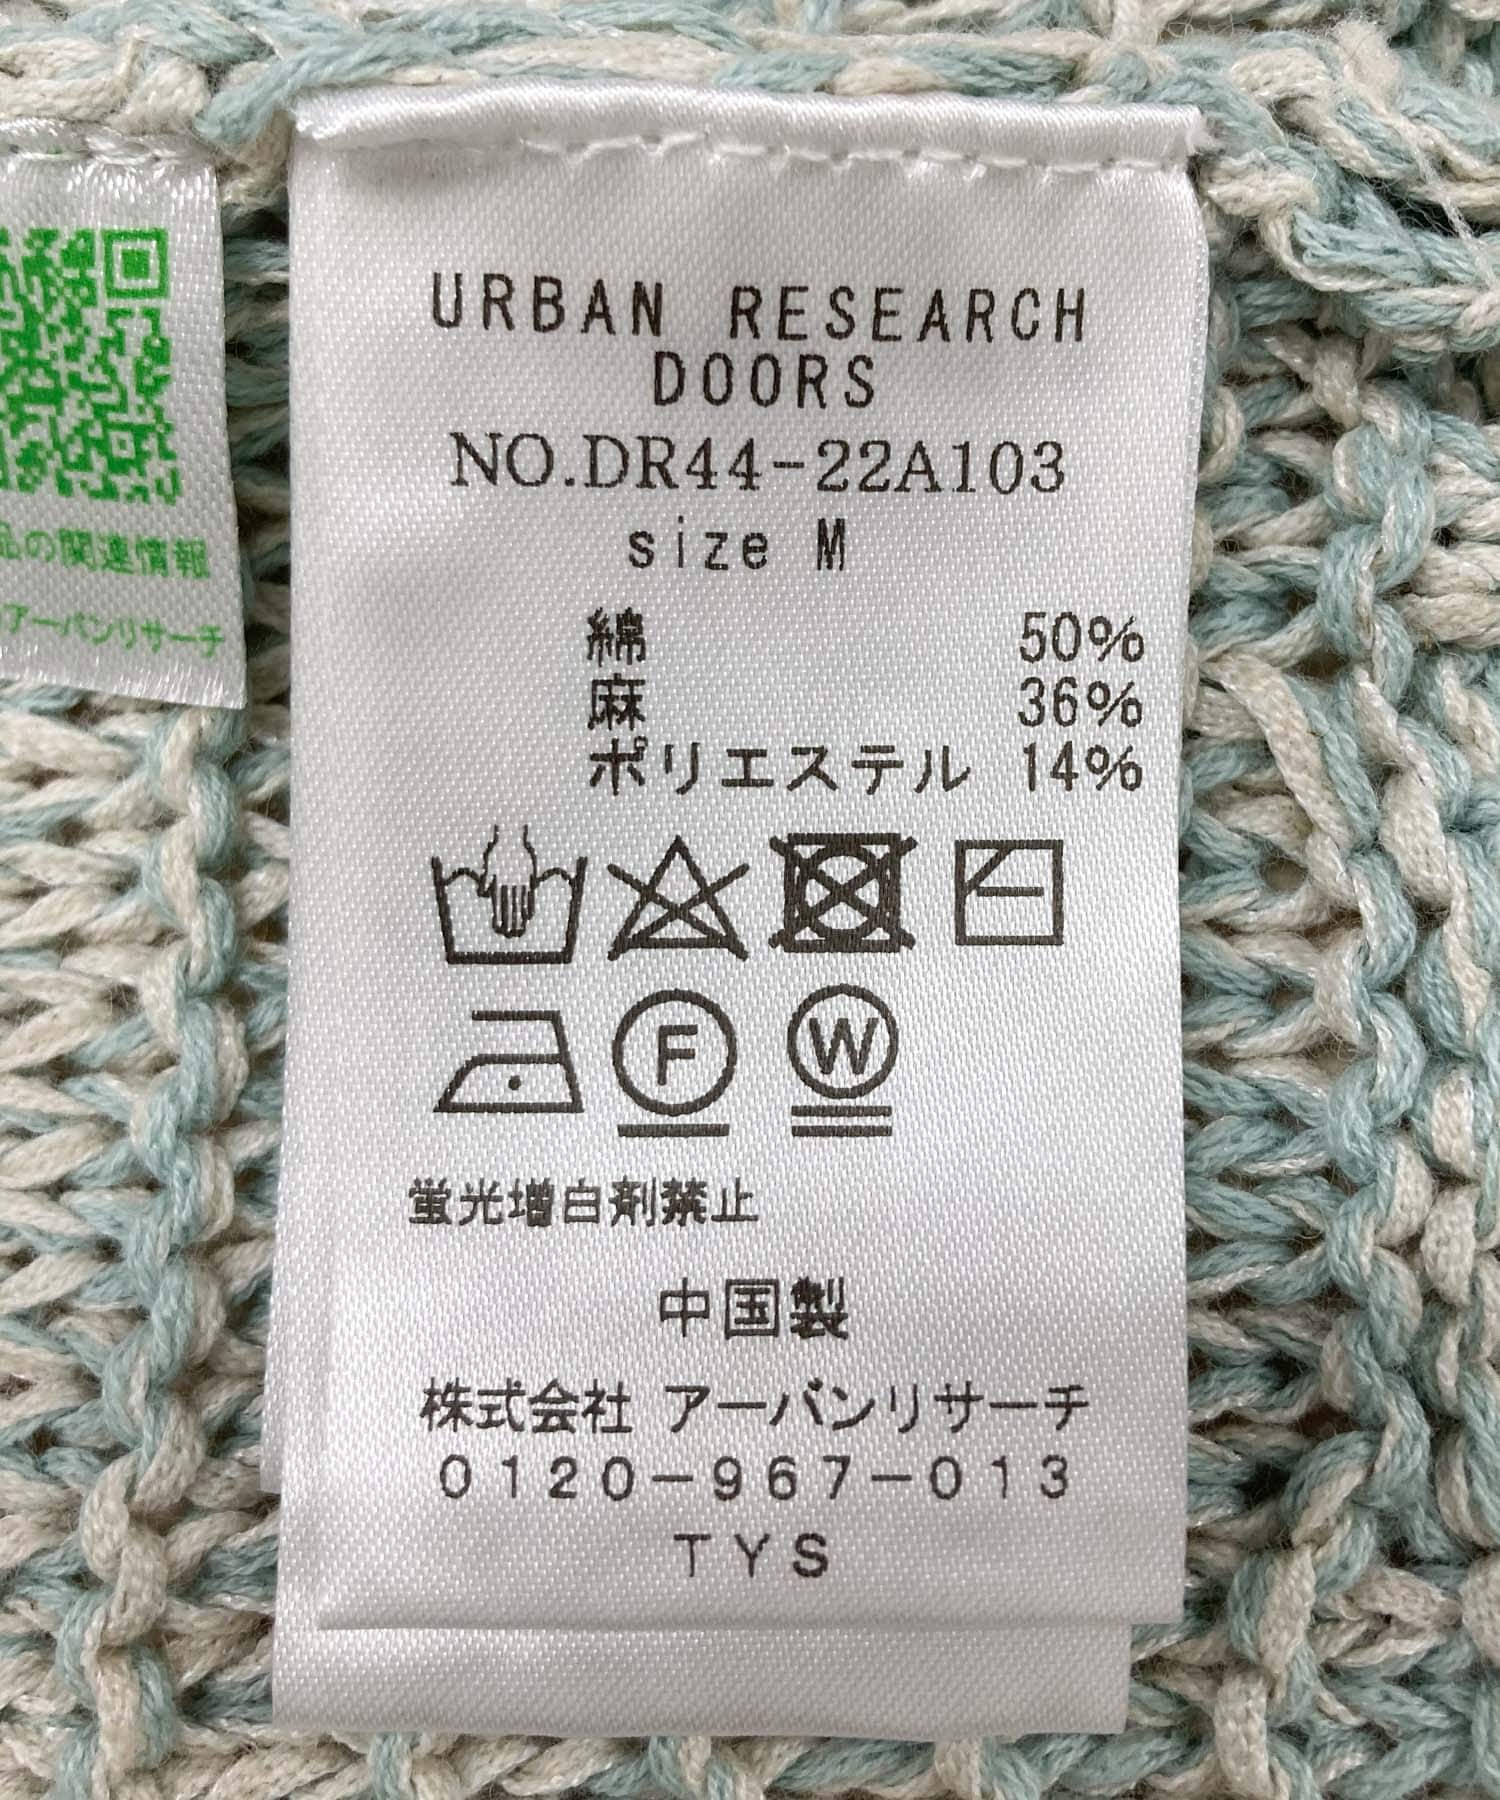 URBAN RESEARCH
DOORS
NO.DR44-22A103
size M
綿 50%
麻 36%
ポリエステル 14%
F
W
蛍光増白剤禁止
中国製
株式会社 アーバンリサーチ
0120-967-013
TYS
品の関連情報
アーバンリサーチ